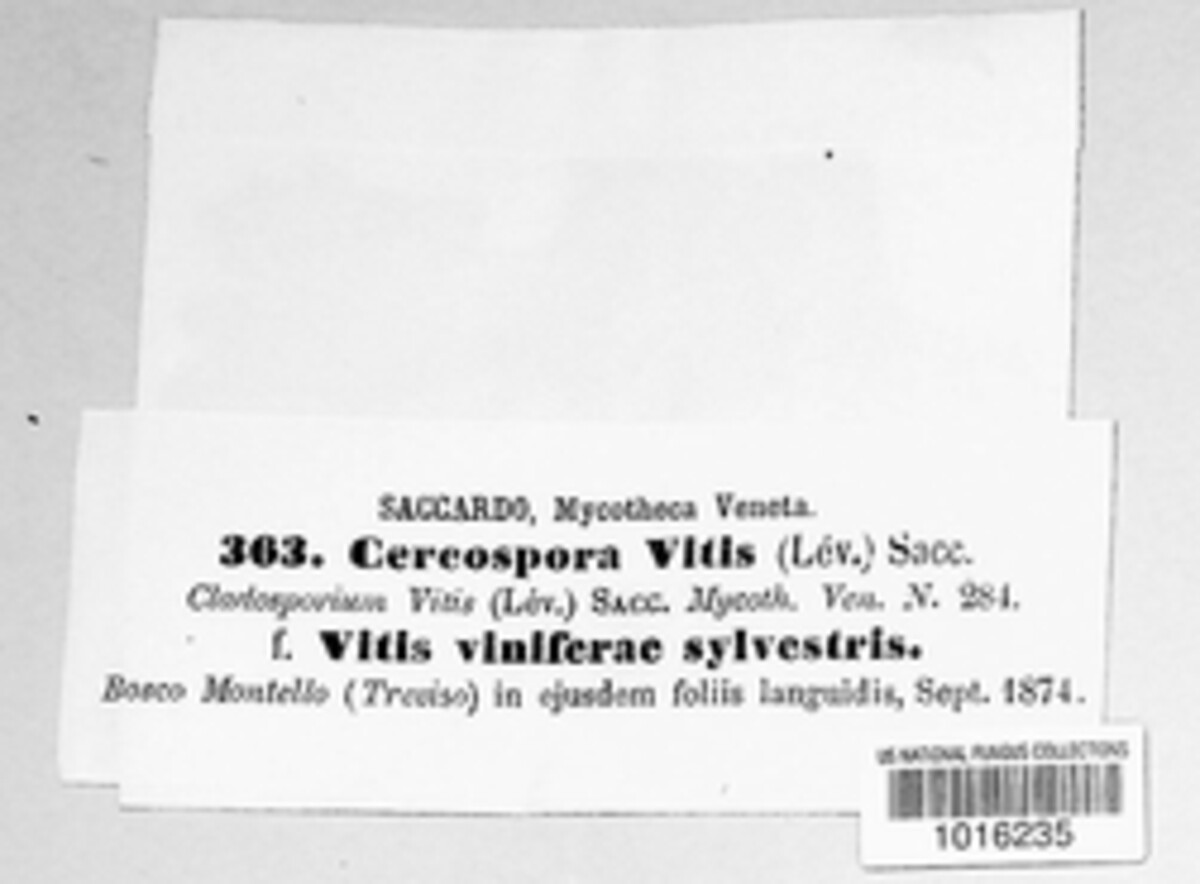 SACCARDO, Mycotheca Veneta.
363. Cercospora Vitis (Lév.) Sacc.
Cladosporium Vitis (Lév.) SACC. Mycoth. Ven. N. 284.
f. Vitis viniferae sylvestris.
Bosco Montello (Treviso) in ejusdem foliis languidis, Sept. 1874.
US NATIONAL FUNGUS COLLECTIONS
1016235